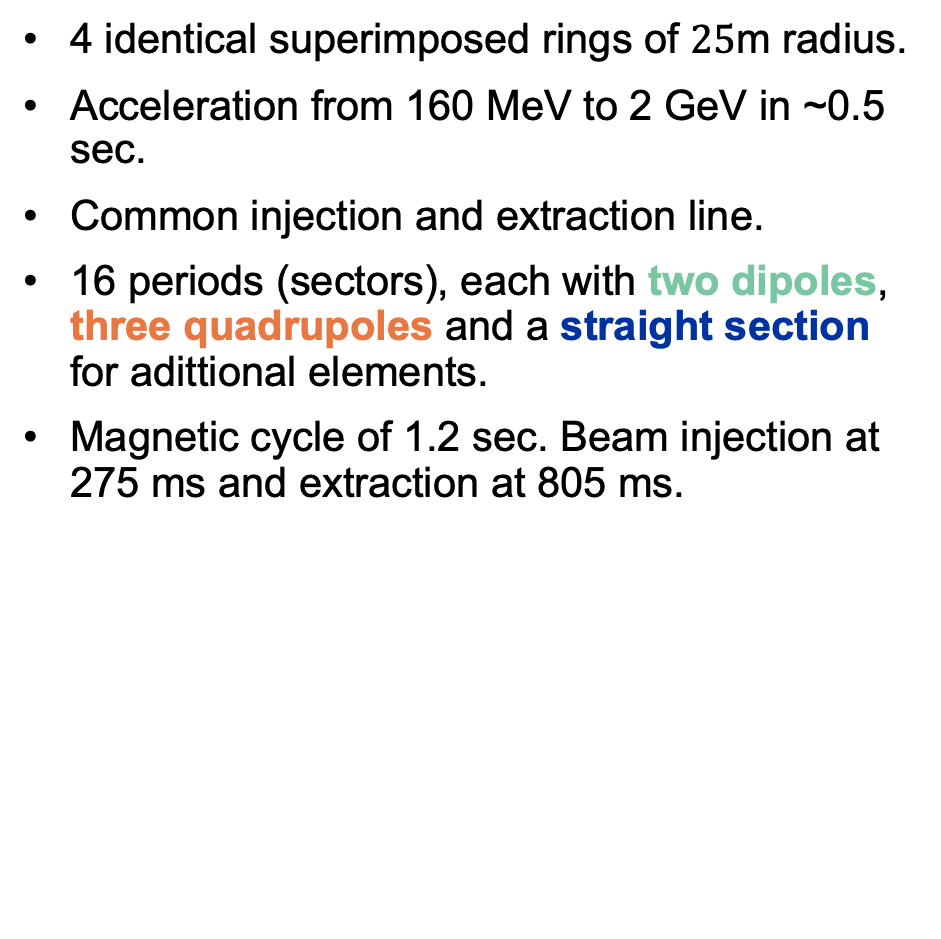 • 4 identical superimposed rings of 25m radius.
• Acceleration from 160 MeV to 2 GeV in ~0.5
sec.
• Common injection and extraction line.
• 16 periods (sectors), each with two dipoles,
three quadrupoles and a straight section
for adittional elements.
• Magnetic cycle of 1.2 sec. Beam injection at
275 ms and extraction at 805 ms.